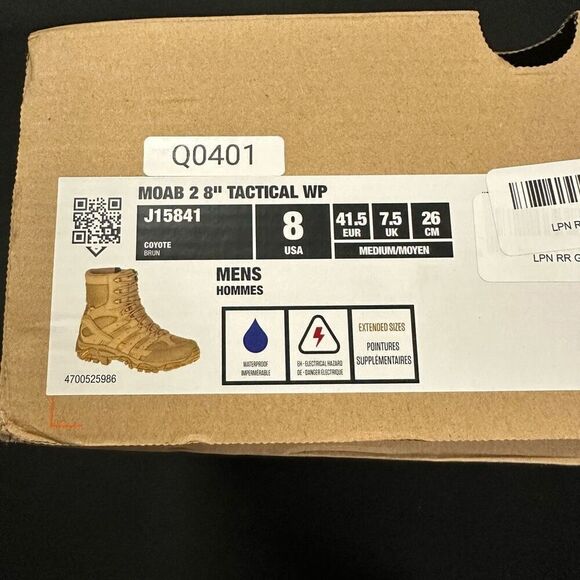 Q0401
MOAB 2 8" TACTICAL WP
J15841
COYOTE
BRUN
8
USA
41.5
EUR
7.5
UK
26
CM
MEDIUM/MOYEN
MENS
HOMMES
WATERPROOF
IMPERMÉABLE
EH - ELECTRICAL HAZARD
DE - DANGER ÉLECTRIQUE
EXTENDED SIZES
POINTURES
SUPPLÉMENTAIRES
4700525986
LPN R
LPN RR G